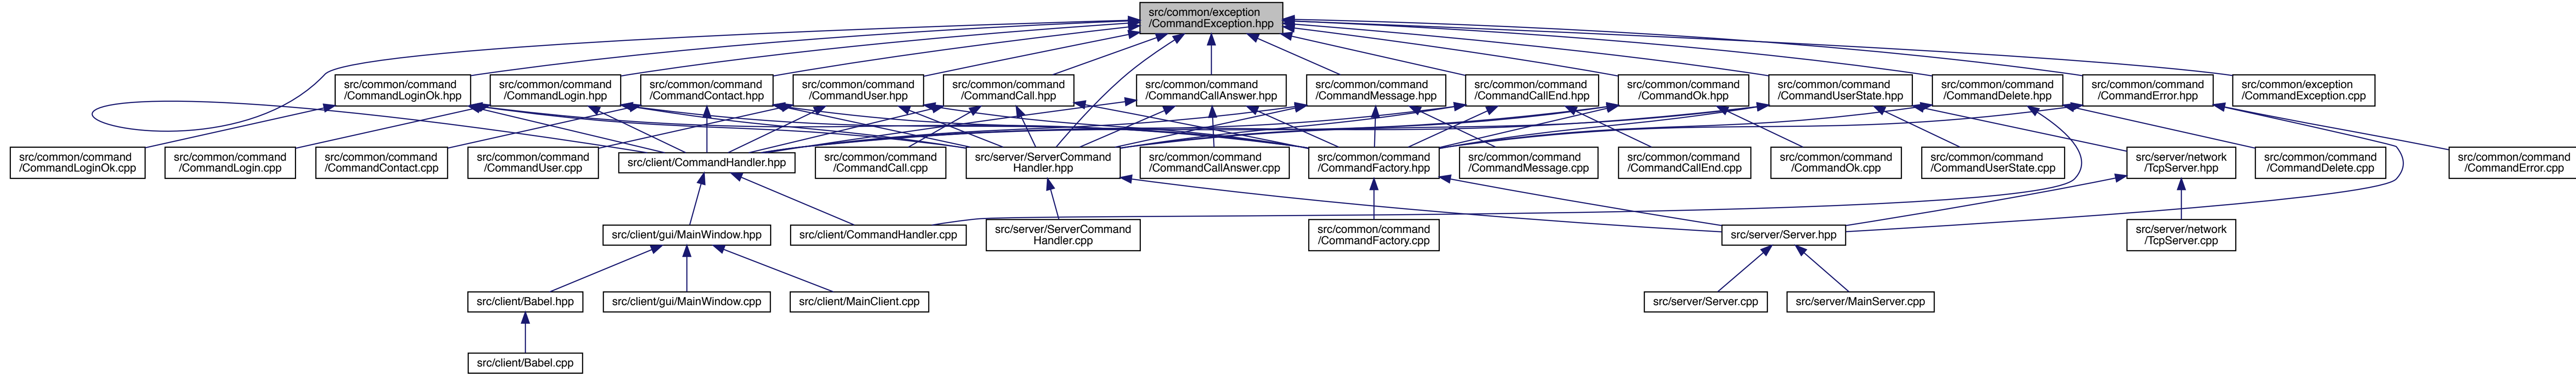 src/common/exception
/CommandException.hpp
src/common/command
/CommandLoginOk.hpp
src/common/command
/CommandLogin.hpp
src/common/command
/CommandContact.hpp
src/common/command
/CommandUser.hpp
src/common/command
/CommandCall.hpp
src/common/command
/CommandCallAnswer.hpp
src/common/command
/CommandMessage.hpp
src/common/command
/CommandCallEnd.hpp
src/common/command
/CommandOk.hpp
src/common/command
/CommandUserState.hpp
src/common/command
/CommandDelete.hpp
src/common/command
/CommandError.hpp
src/common/exception
/CommandException.cpp
src/common/command
/CommandLoginOk.cpp
src/common/command
/CommandLogin.cpp
src/common/command
/CommandContact.cpp
src/common/command
/CommandUser.cpp
src/client/CommandHandler.hpp
src/common/command
/CommandCall.cpp
src/server/ServerCommand
Handler.hpp
src/common/command
/CommandCallAnswer.cpp
src/common/command
/CommandFactory.hpp
src/common/command
/CommandMessage.cpp
src/common/command
/CommandCallEnd.cpp
src/common/command
/CommandOk.cpp
src/common/command
/CommandUserState.cpp
src/server/network
/TcpServer.hpp
src/common/command
/CommandDelete.cpp
src/common/command
/CommandError.cpp
src/client/gui/MainWindow.hpp
src/client/CommandHandler.cpp
src/server/ServerCommand
Handler.cpp
src/common/command
/CommandFactory.cpp
src/server/Server.hpp
src/server/network
/TcpServer.cpp
src/client/Babel.hpp
src/client/gui/MainWindow.cpp
src/client/MainClient.cpp
src/server/Server.cpp
src/server/MainServer.cpp
src/client/Babel.cpp